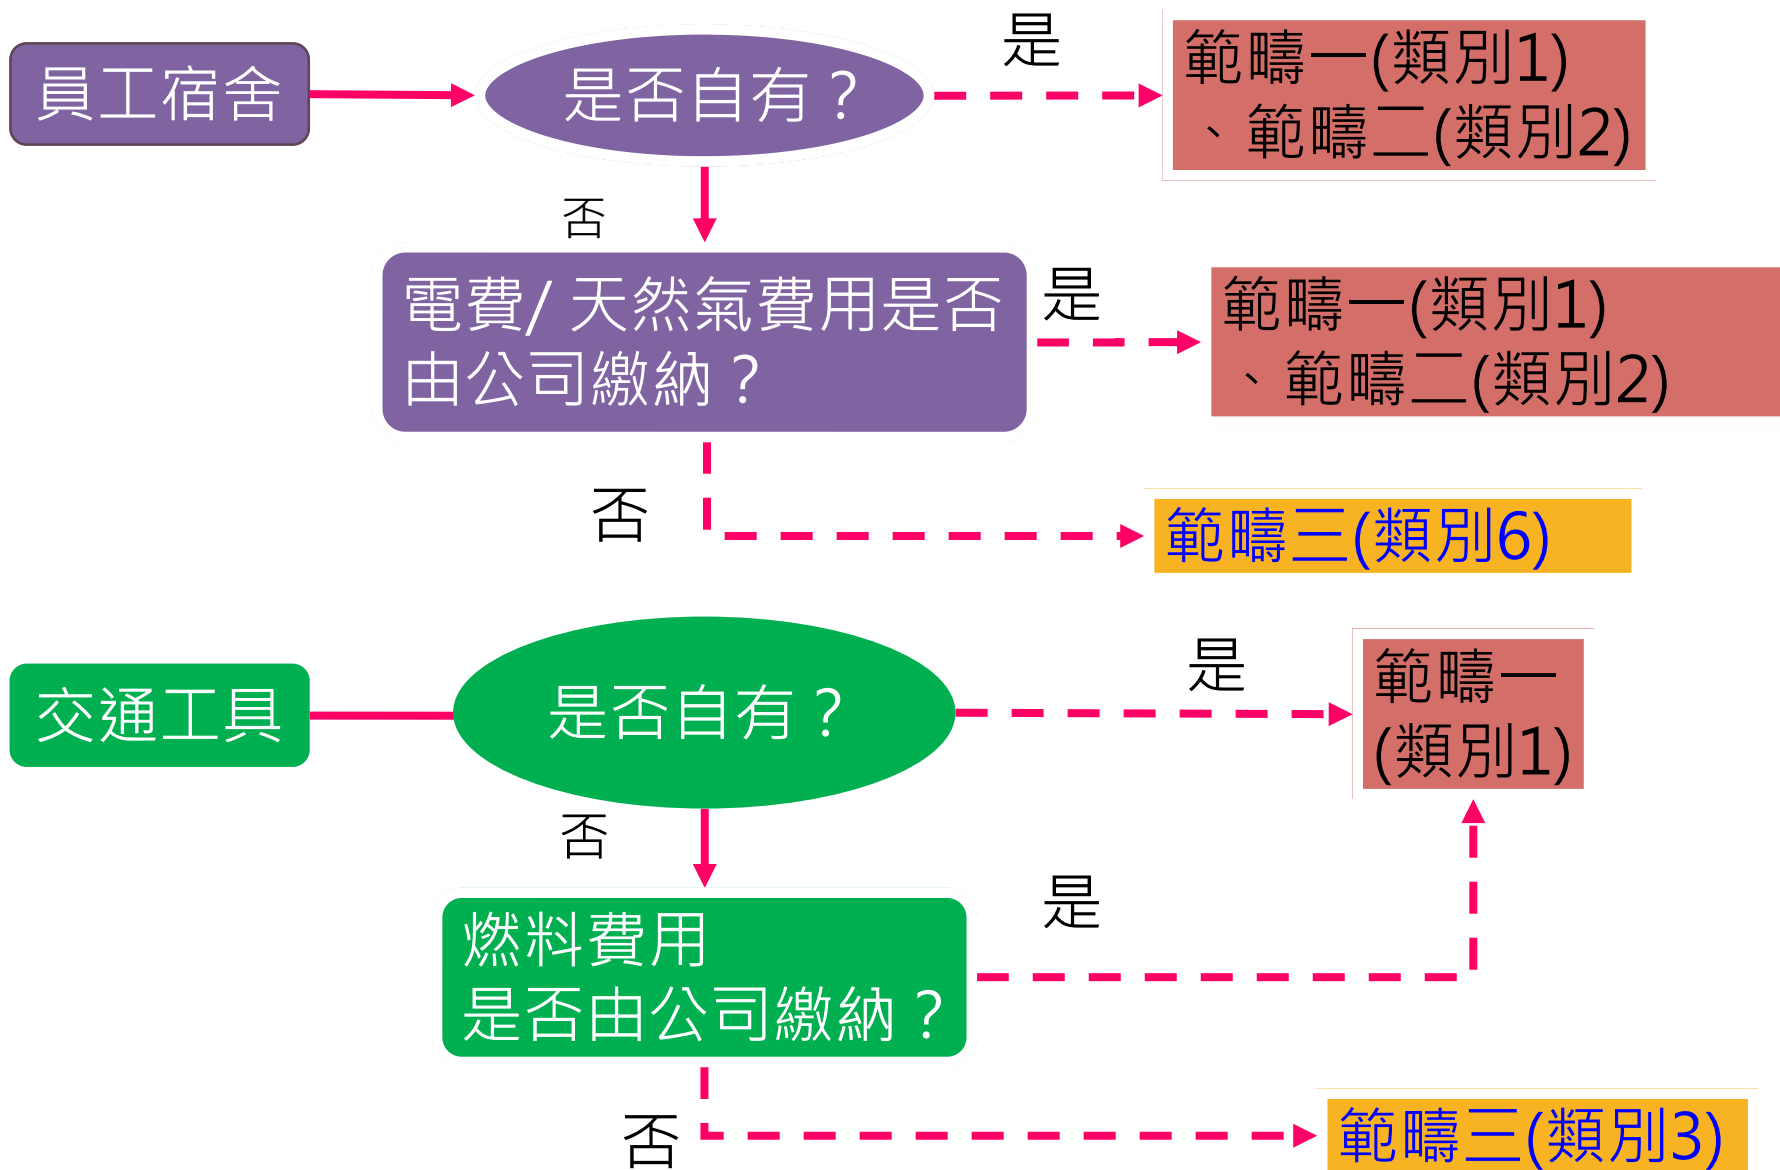 員工宿舍
是否自有？
是
範疇一(類別1)
、範疇二(類別2)
否
電費/ 天然氣費用是否
由公司繳納？
是
範疇一(類別1)
、範疇二(類別2)
否
範疇三(類別6)
交通工具
是否自有？
是
範疇一
(類別1)
否
燃料費用
是否由公司繳納？
是
否
範疇三(類別3)